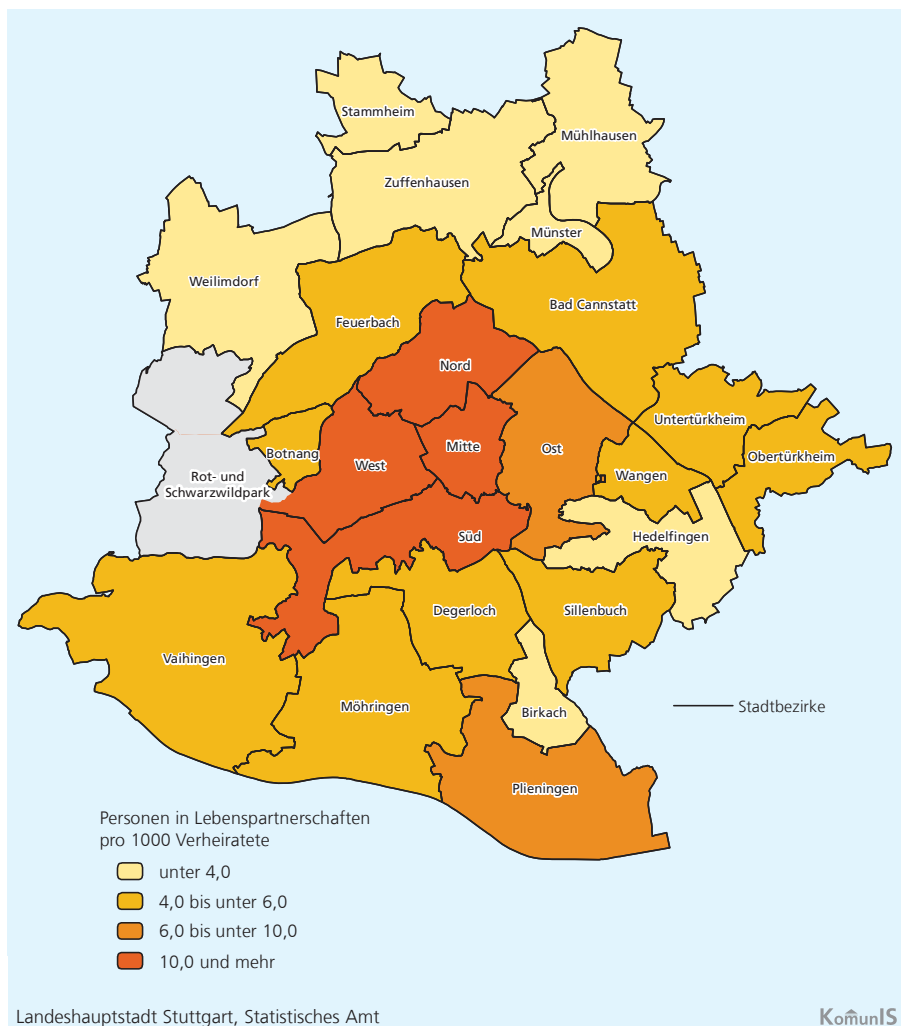 Stammheim
Mühlhausen
Zuffenhausen
Münster
Weilimdorf
Bad Cannstatt
Feuerbach
Nord
Untertürkheim
Botnang
Mitte
Ost
Obertürkheim
West
Wangen
Rot- und
Schwarzwildpark
Süd
Hedelfingen
Degerloch
Sillenbuch
Vaihingen
Möhringen
Birkach
Stadtbezirke
Plieningen
Personen in Lebenspartnerschaften
pro 1000 Verheiratete
unter 4,0
4,0 bis unter 6,0
6,0 bis unter 10,0
10,0 und mehr
Landeshauptstadt Stuttgart, Statistisches Amt
KomunIS